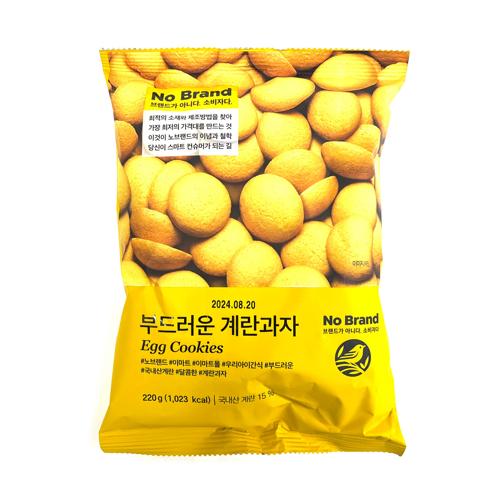 No Brand
브랜드가 아니다. 소비자다.
최적의 소재와 제조방법을 찾아
가장 최저의 가격대를 만드는 것
이것이 노브랜드의 이념과 철학
당신이 스마트 컨슈머가 되는 길
2024.08.20
부드러운 계란과자
Egg Cookies
#노브랜드 #이마트 #이마트몰 #우리아이간식 #부드러운
#국내산계란 #달콤한 #계란과자
220g (1,023 kcal) | 국내산 계란 15%
No Brand
브랜드가 아니다. 소비자다.